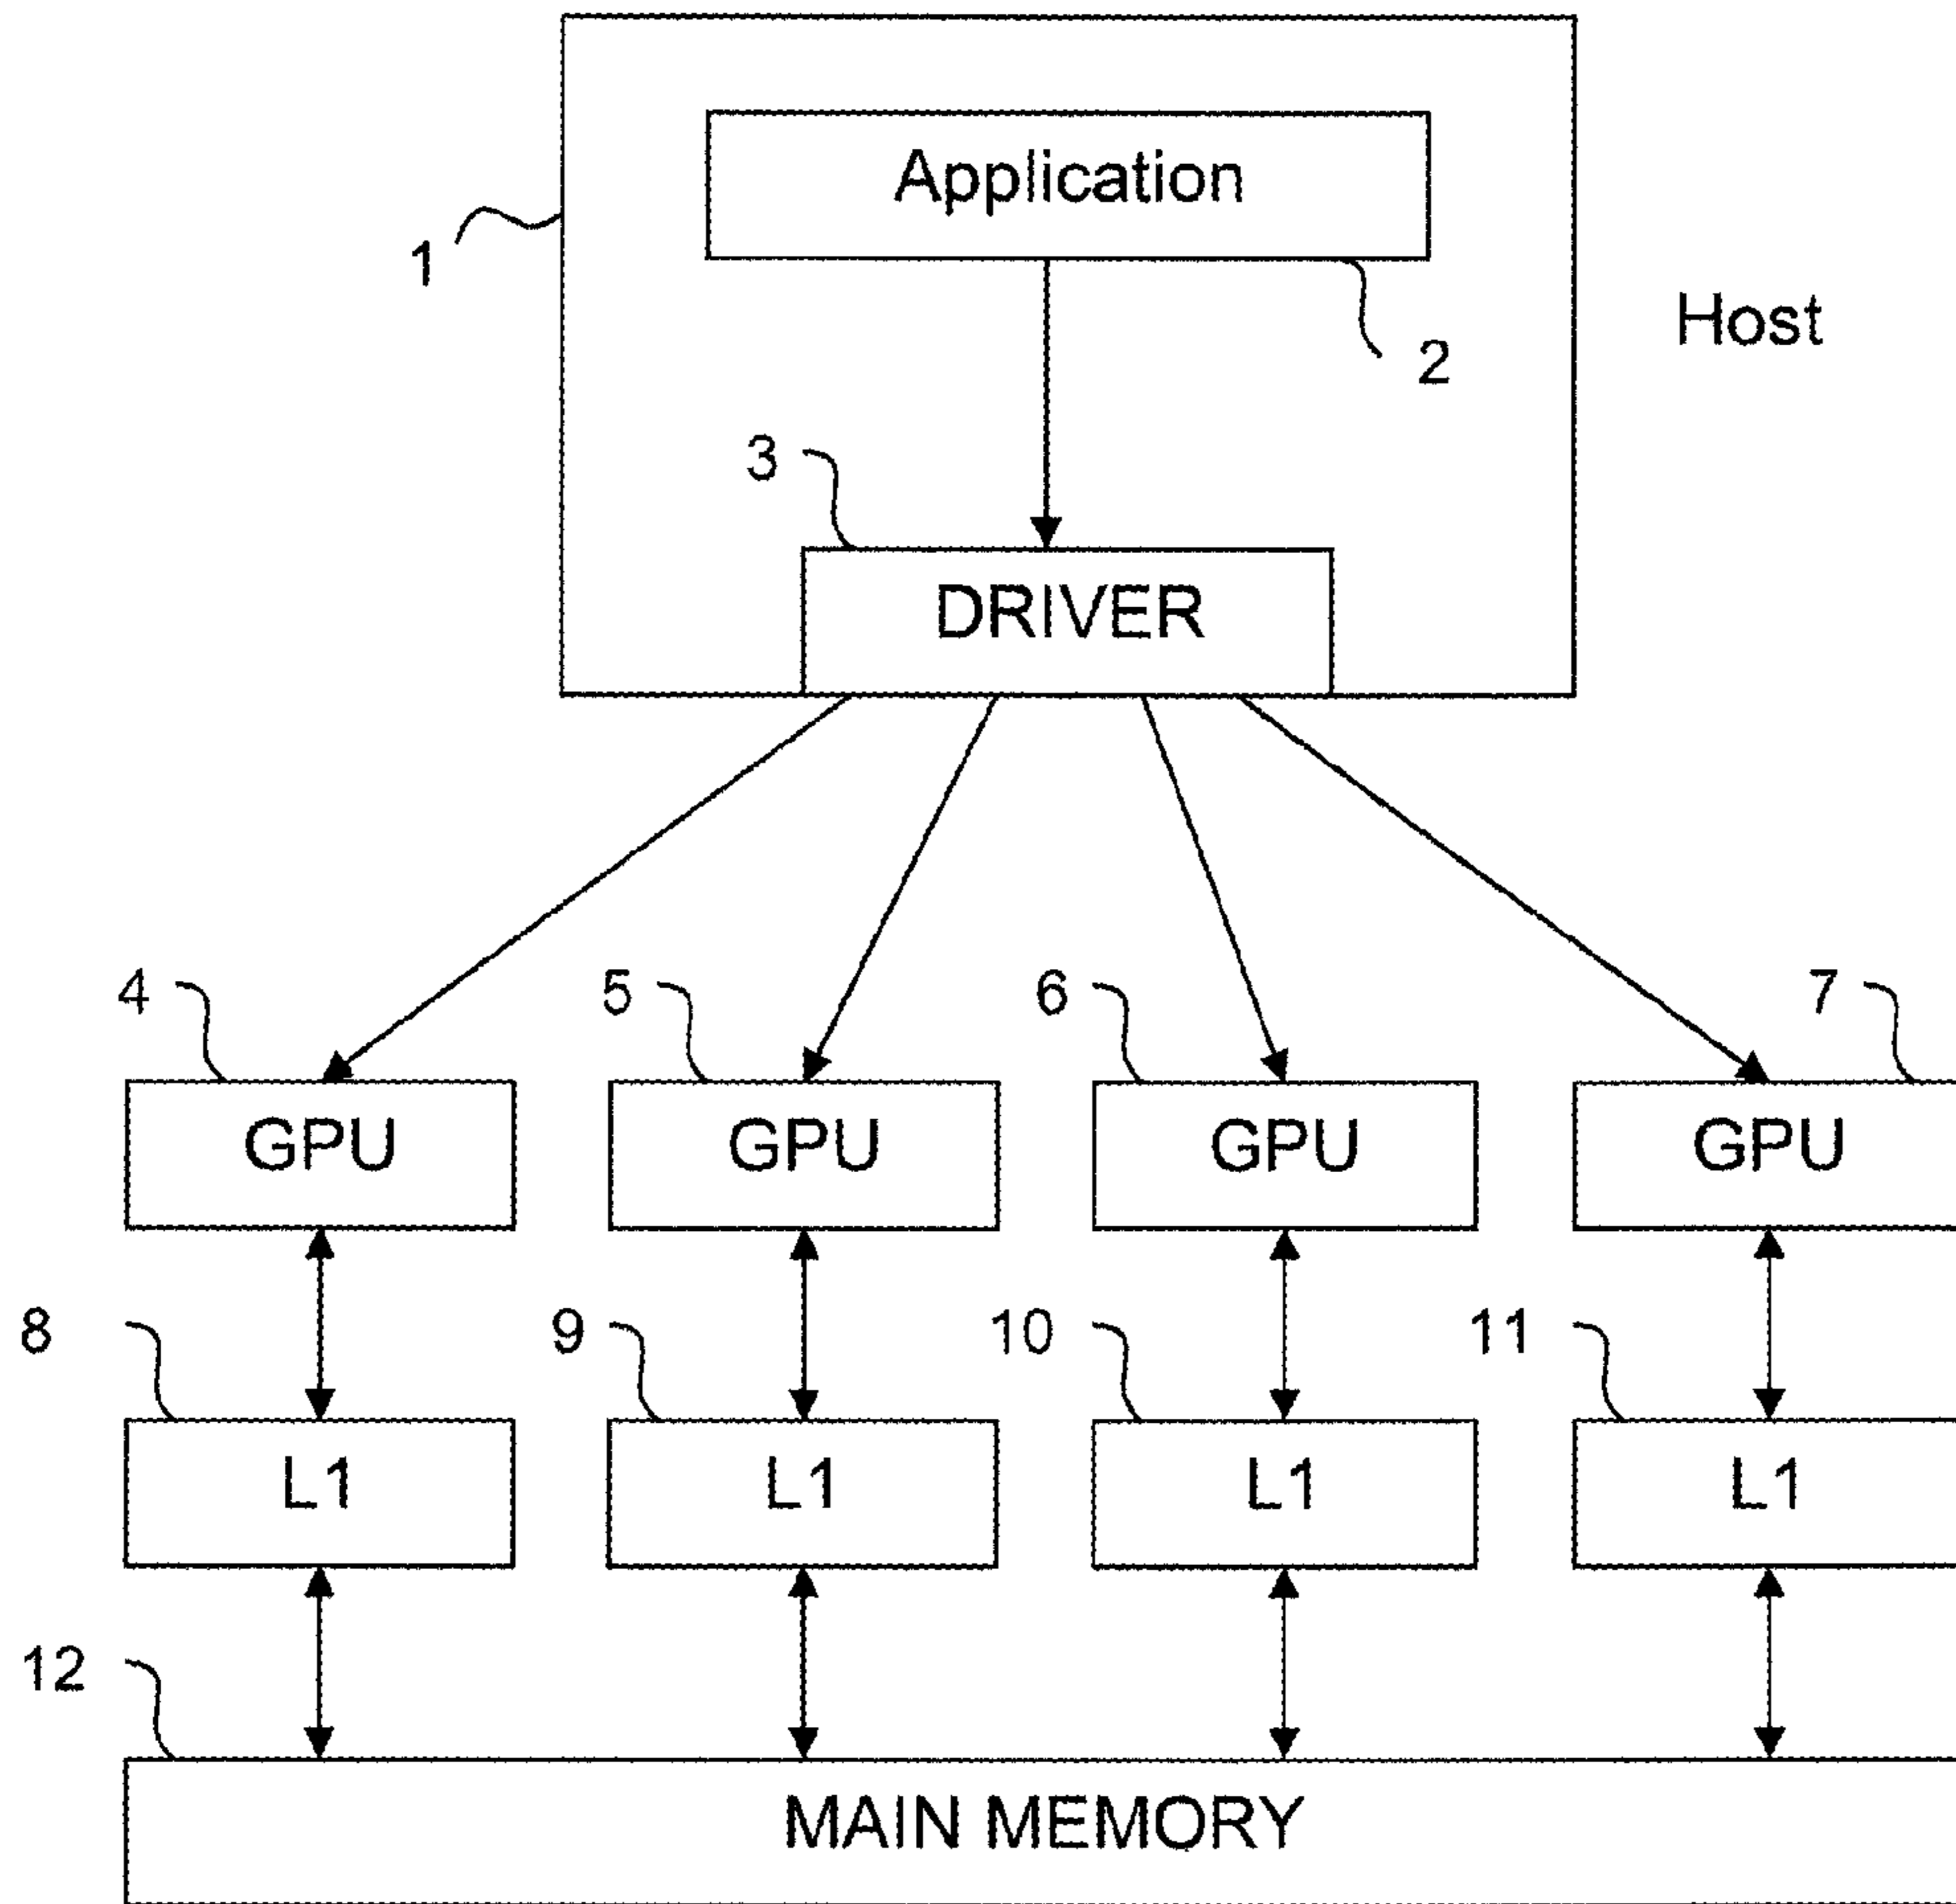 Application
1
Host
2
3
DRIVER
4 5 6 7
GPU GPU GPU GPU
8 9 10 11
L1 L1 L1 L1
12
MAIN MEMORY